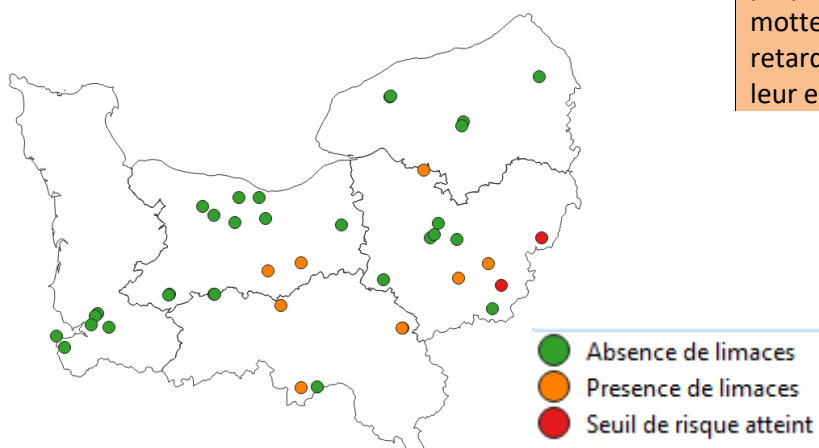 motte
retard
leur e
Absence de limaces
Presence de limaces
Seuil de risque atteint